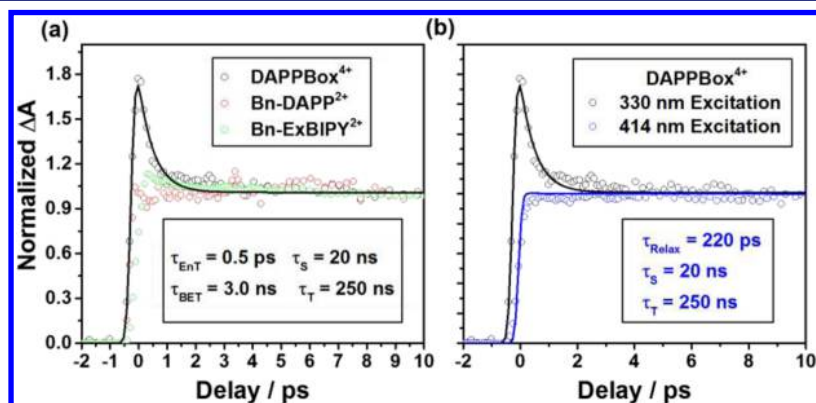 (a)
DAPPBox⁴⁺
Bn-DAPP²⁺
Bn-ExBIPY²⁺
τEnT = 0.5 ps τS = 20 ns
τBET = 3.0 ns τT = 250 ns
Normalized ΔA
1.8
1.5
1.2
0.9
0.6
0.3
0.0
-2 -1 0 1 2 3 4 5 6 7 8 9 10
Delay / ps
(b)
DAPPBox⁴⁺
330 nm Excitation
414 nm Excitation
τRelax = 220 ps
τS = 20 ns
τT = 250 ns
-2 0 2 4 6 8 10
Delay / ps